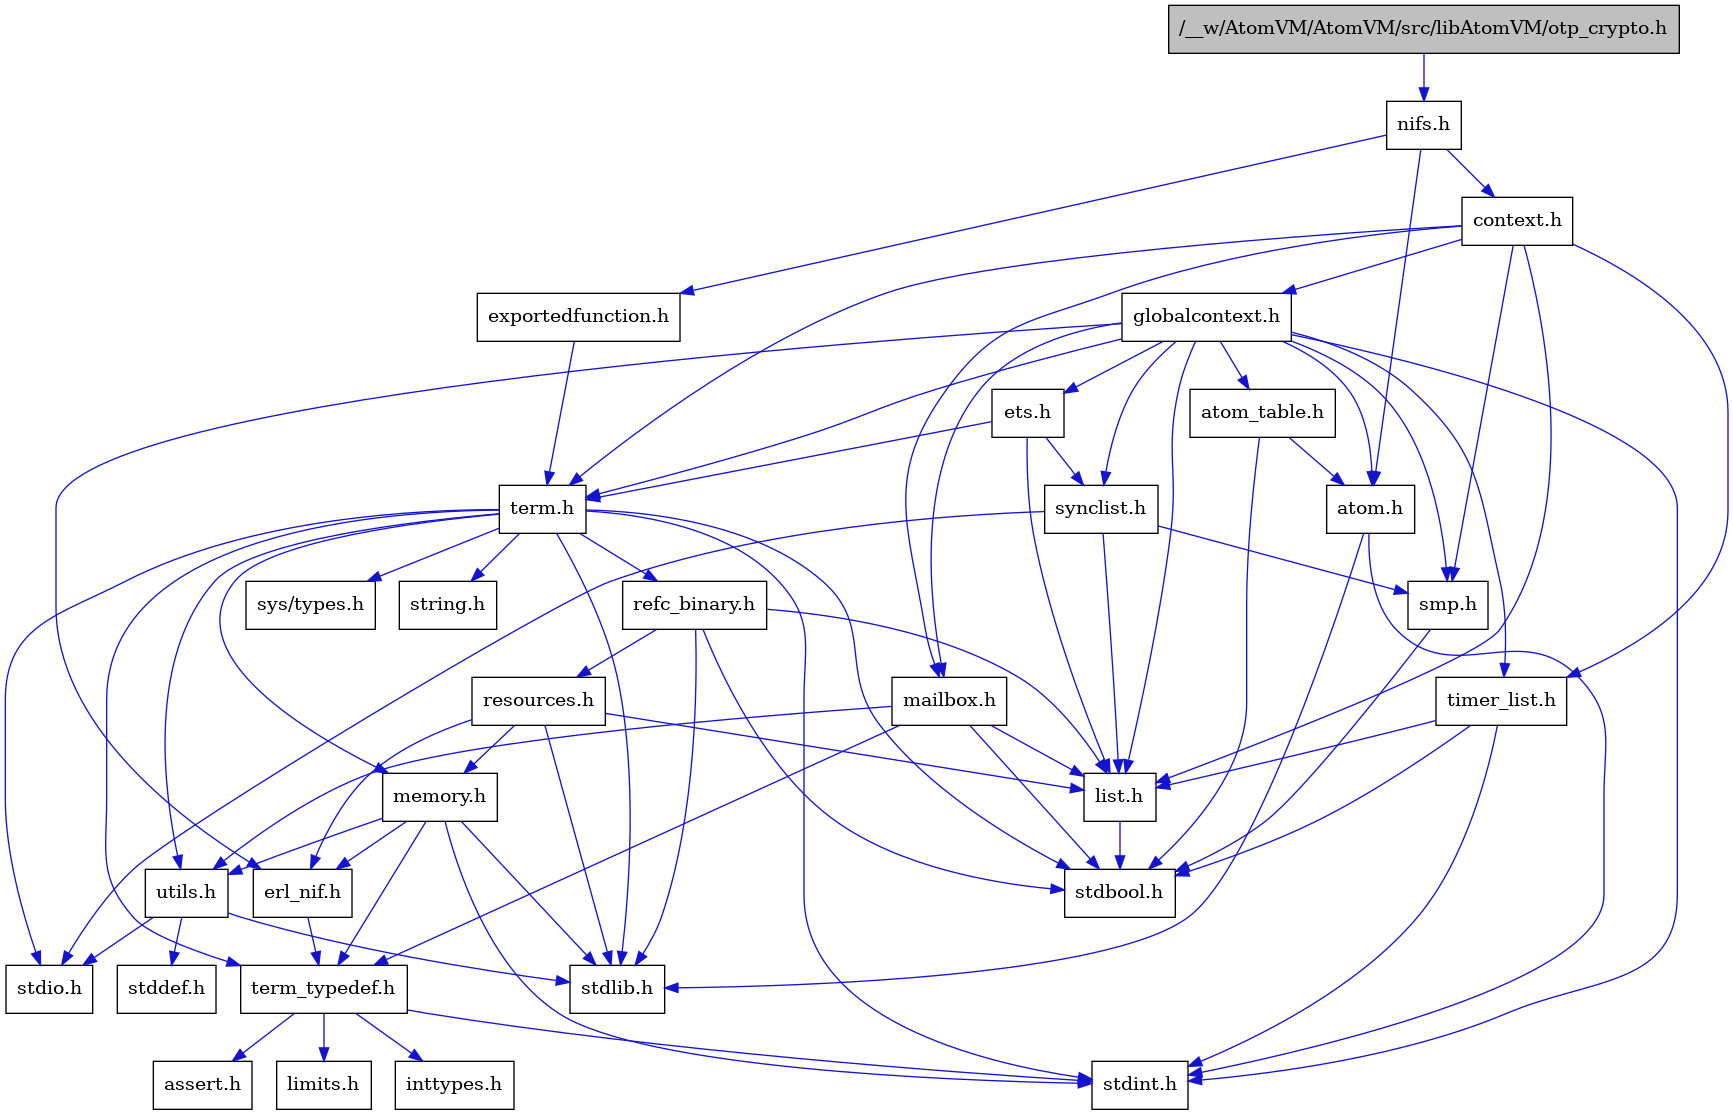 /__w/AtomVM/AtomVM/src/libAtomVM/otp_crypto.h
nifs.h
context.h
exportedfunction.h
globalcontext.h
ets.h
atom_table.h
term.h
synclist.h
atom.h
sys/types.h
string.h
refc_binary.h
smp.h
resources.h
mailbox.h
timer_list.h
memory.h
list.h
utils.h
erl_nif.h
stdbool.h
stdio.h
stddef.h
term_typedef.h
stdlib.h
assert.h
limits.h
inttypes.h
stdint.h